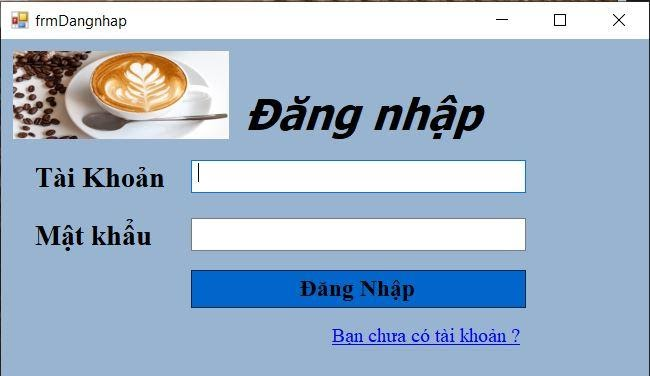 frmDangnhap
Đăng nhập
Tài Khoản
Mật khẩu
Đăng Nhập
Bạn chưa có tài khoản ?